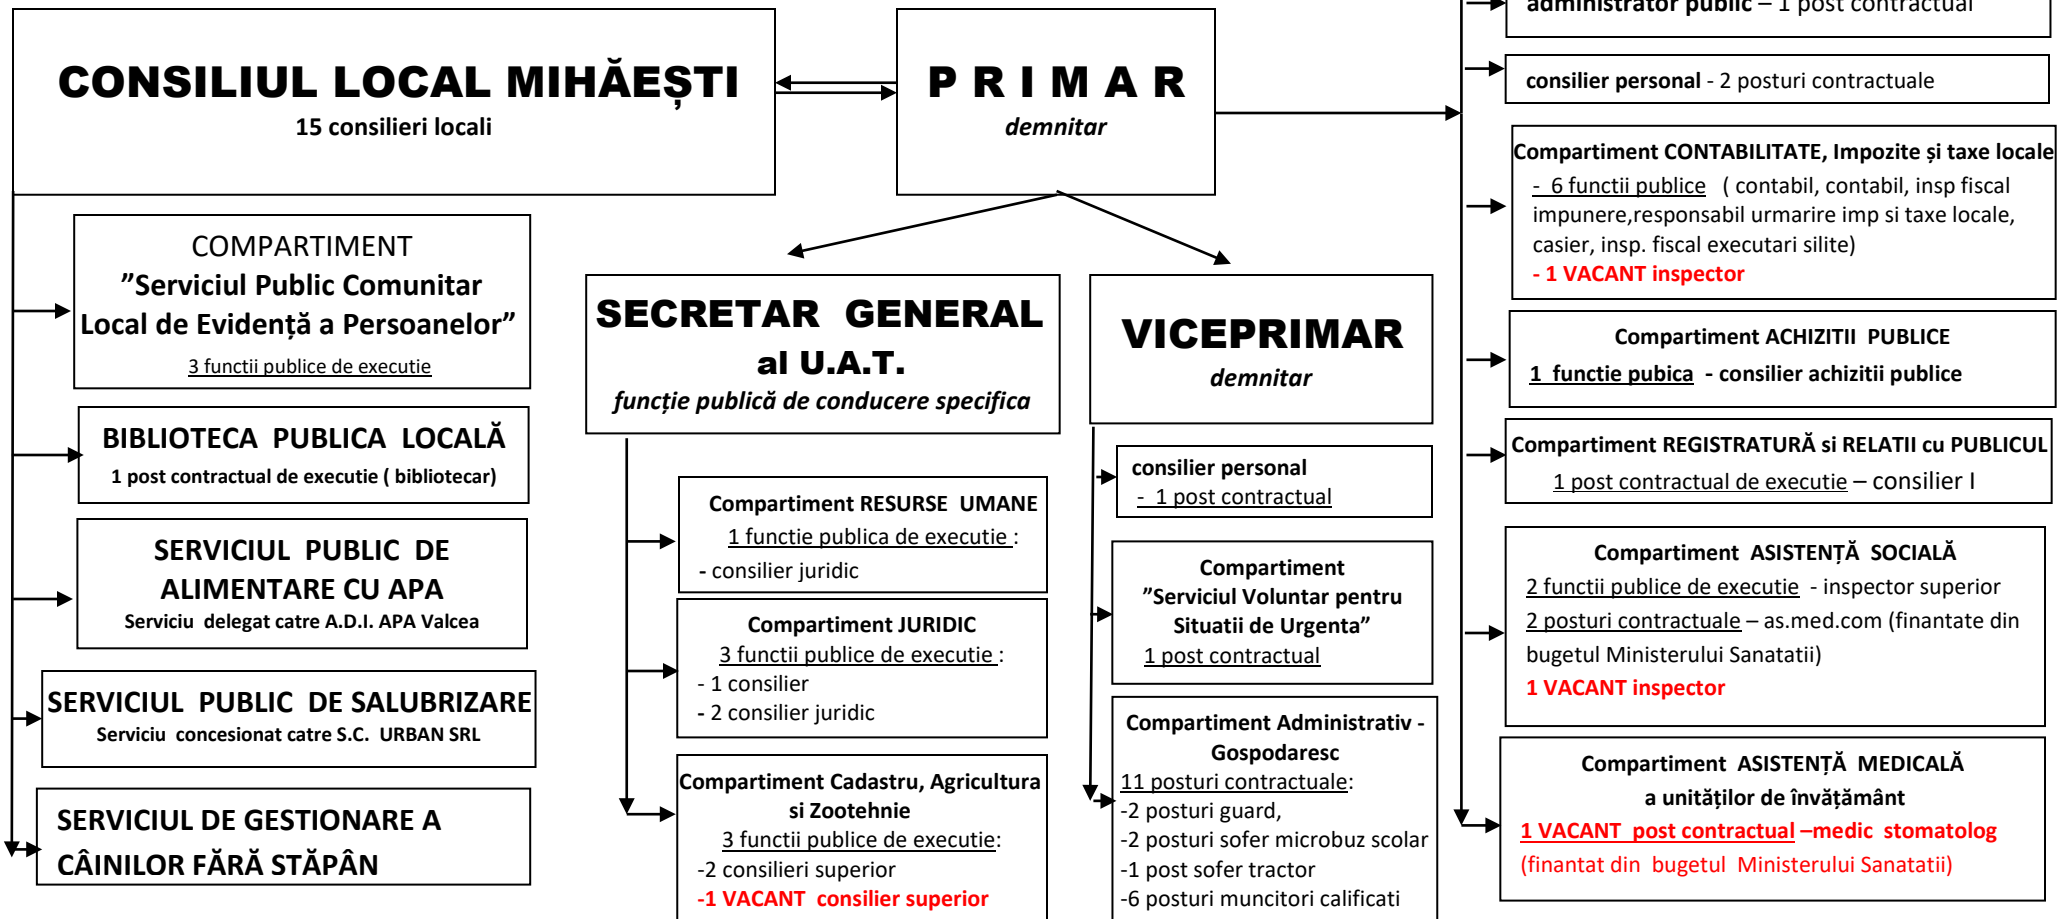 CONSILIUL LOCAL MIHĂEȘTI
15 consilieri locali
P R I M A R
demnitar
administrator public – 1 post contractual
consilier personal - 2 posturi contractuale
Compartiment CONTABILITATE, Impozite și taxe locale
- 6 functii publice ( contabil, contabil, insp fiscal
impunere,responsabil urmarire imp si taxe locale,
casier, insp. fiscal executari silite)
- 1 VACANT inspector
Compartiment ACHIZITII PUBLICE
1 functie pubica - consilier achizitii publice
Compartiment REGISTRATURĂ si RELATII cu PUBLICUL
1 post contractual de executie – consilier I
Compartiment ASISTENȚĂ SOCIALĂ
2 functii publice de executie - inspector superior
2 posturi contractuale – as.med.com (finantate din
bugetul Ministerului Sanatatii)
1 VACANT inspector
Compartiment ASISTENȚĂ MEDICALĂ
a unităților de învățământ
1 VACANT post contractual –medic stomatolog
(finantat din bugetul Ministerului Sanatatii)
COMPARTIMENT
”Serviciul Public Comunitar
Local de Evidență a Persoanelor”
3 functii publice de executie
BIBLIOTECA PUBLICA LOCALĂ
1 post contractual de executie ( bibliotecar)
SERVICIUL PUBLIC DE
ALIMENTARE CU APA
Serviciu delegat catre A.D.I. APA Valcea
SERVICIUL PUBLIC DE SALUBRIZARE
Serviciu concesionat catre S.C. URBAN SRL
SERVICIUL DE GESTIONARE A
CÂINILOR FĂRĂ STĂPÂN
SECRETAR GENERAL
al U.A.T.
funcție publică de conducere specifica
Compartiment RESURSE UMANE
1 functie publica de executie :
- consilier juridic
Compartiment JURIDIC
3 functii publice de executie :
- 1 consilier
- 2 consilier juridic
Compartiment Cadastru, Agricultura
si Zootehnie
3 functii publice de executie:
-2 consilieri superior
-1 VACANT consilier superior
VICEPRIMAR
demnitar
consilier personal
- 1 post contractual
Compartiment
”Serviciul Voluntar pentru
Situatii de Urgenta”
1 post contractual
Compartiment Administrativ -
Gospodaresc
11 posturi contractuale:
-2 posturi guard,
-2 posturi sofer microbuz scolar
-1 post sofer tractor
-6 posturi muncitori calificati